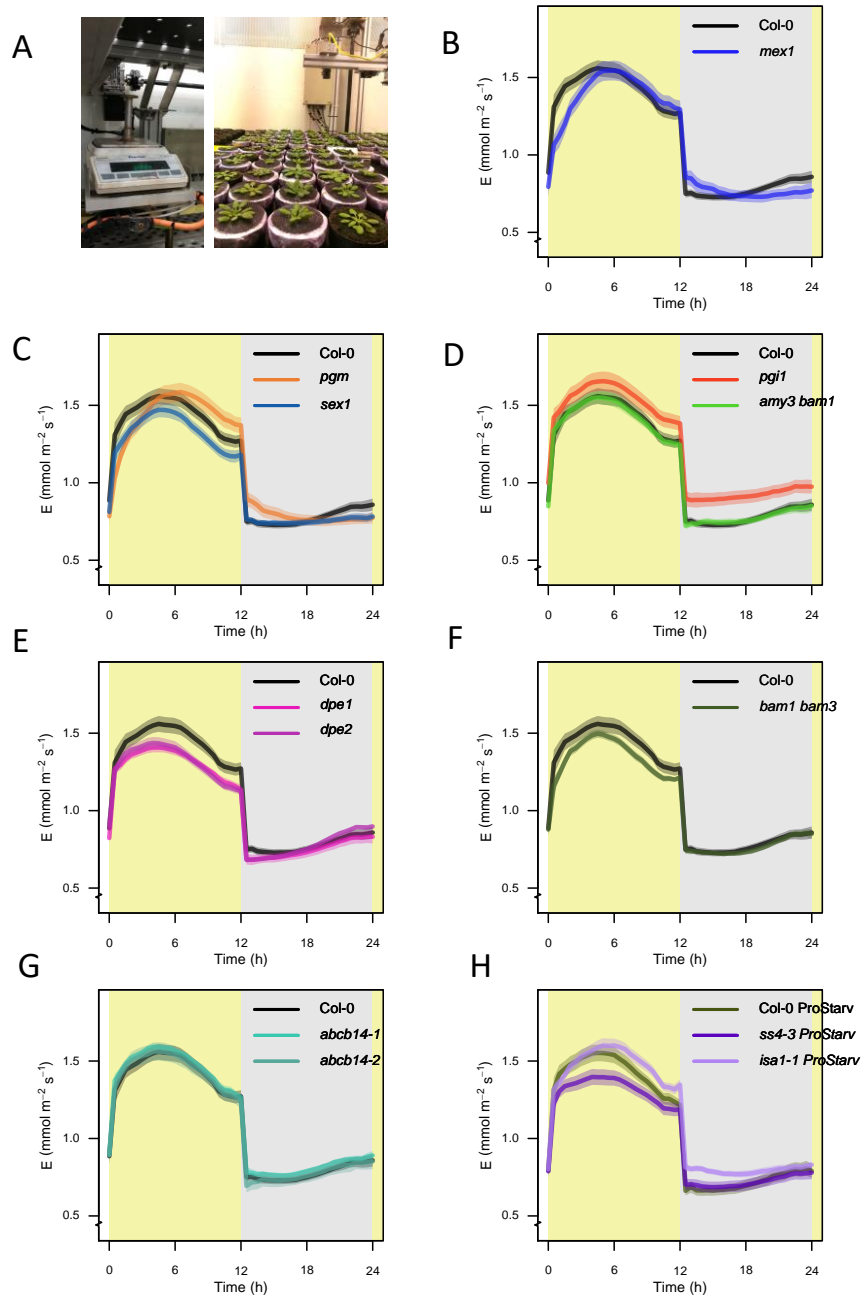 A
B
Col-0
mex1
E (mmol m⁻² s⁻¹)
1.5
1.0
0.5
0 6 12 18 24
Time (h)
C
Col-0
pgm
sex1
E (mmol m⁻² s⁻¹)
1.5
1.0
0.5
0 6 12 18 24
Time (h)
D
Col-0
pgi1
amy3 bam1
E (mmol m⁻² s⁻¹)
1.5
1.0
0.5
0 6 12 18 24
Time (h)
E
Col-0
dpe1
dpe2
E (mmol m⁻² s⁻¹)
1.5
1.0
0.5
0 6 12 18 24
Time (h)
F
Col-0
bam1 bam3
E (mmol m⁻² s⁻¹)
1.5
1.0
0.5
0 6 12 18 24
Time (h)
G
Col-0
abcb14-1
abcb14-2
E (mmol m⁻² s⁻¹)
1.5
1.0
0.5
0 6 12 18 24
Time (h)
H
Col-0 ProStarv
ss4-3 ProStarv
isa1-1 ProStarv
E (mmol m⁻² s⁻¹)
1.5
1.0
0.5
0 6 12 18 24
Time (h)